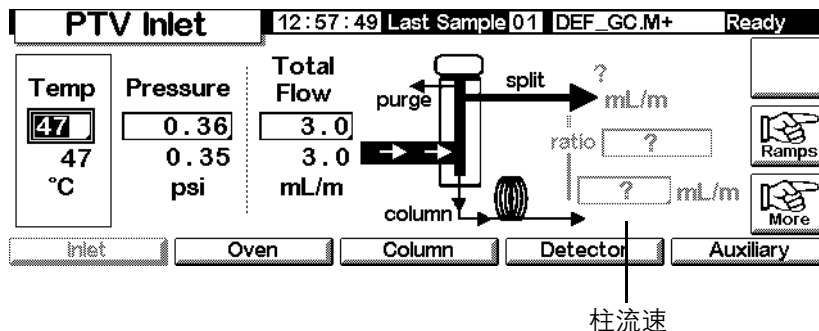 PTV Inlet 12:57:49 Last Sample 01 DEF_GC.M+ Ready
Temp Pressure Total Flow
47 0.36 3.0
47 0.35 3.0
°C psi mL/m
purge split
? mL/m
ratio ?
? mL/m
column
Ramps
More
Inlet Oven Column Detector Auxiliary
柱流速